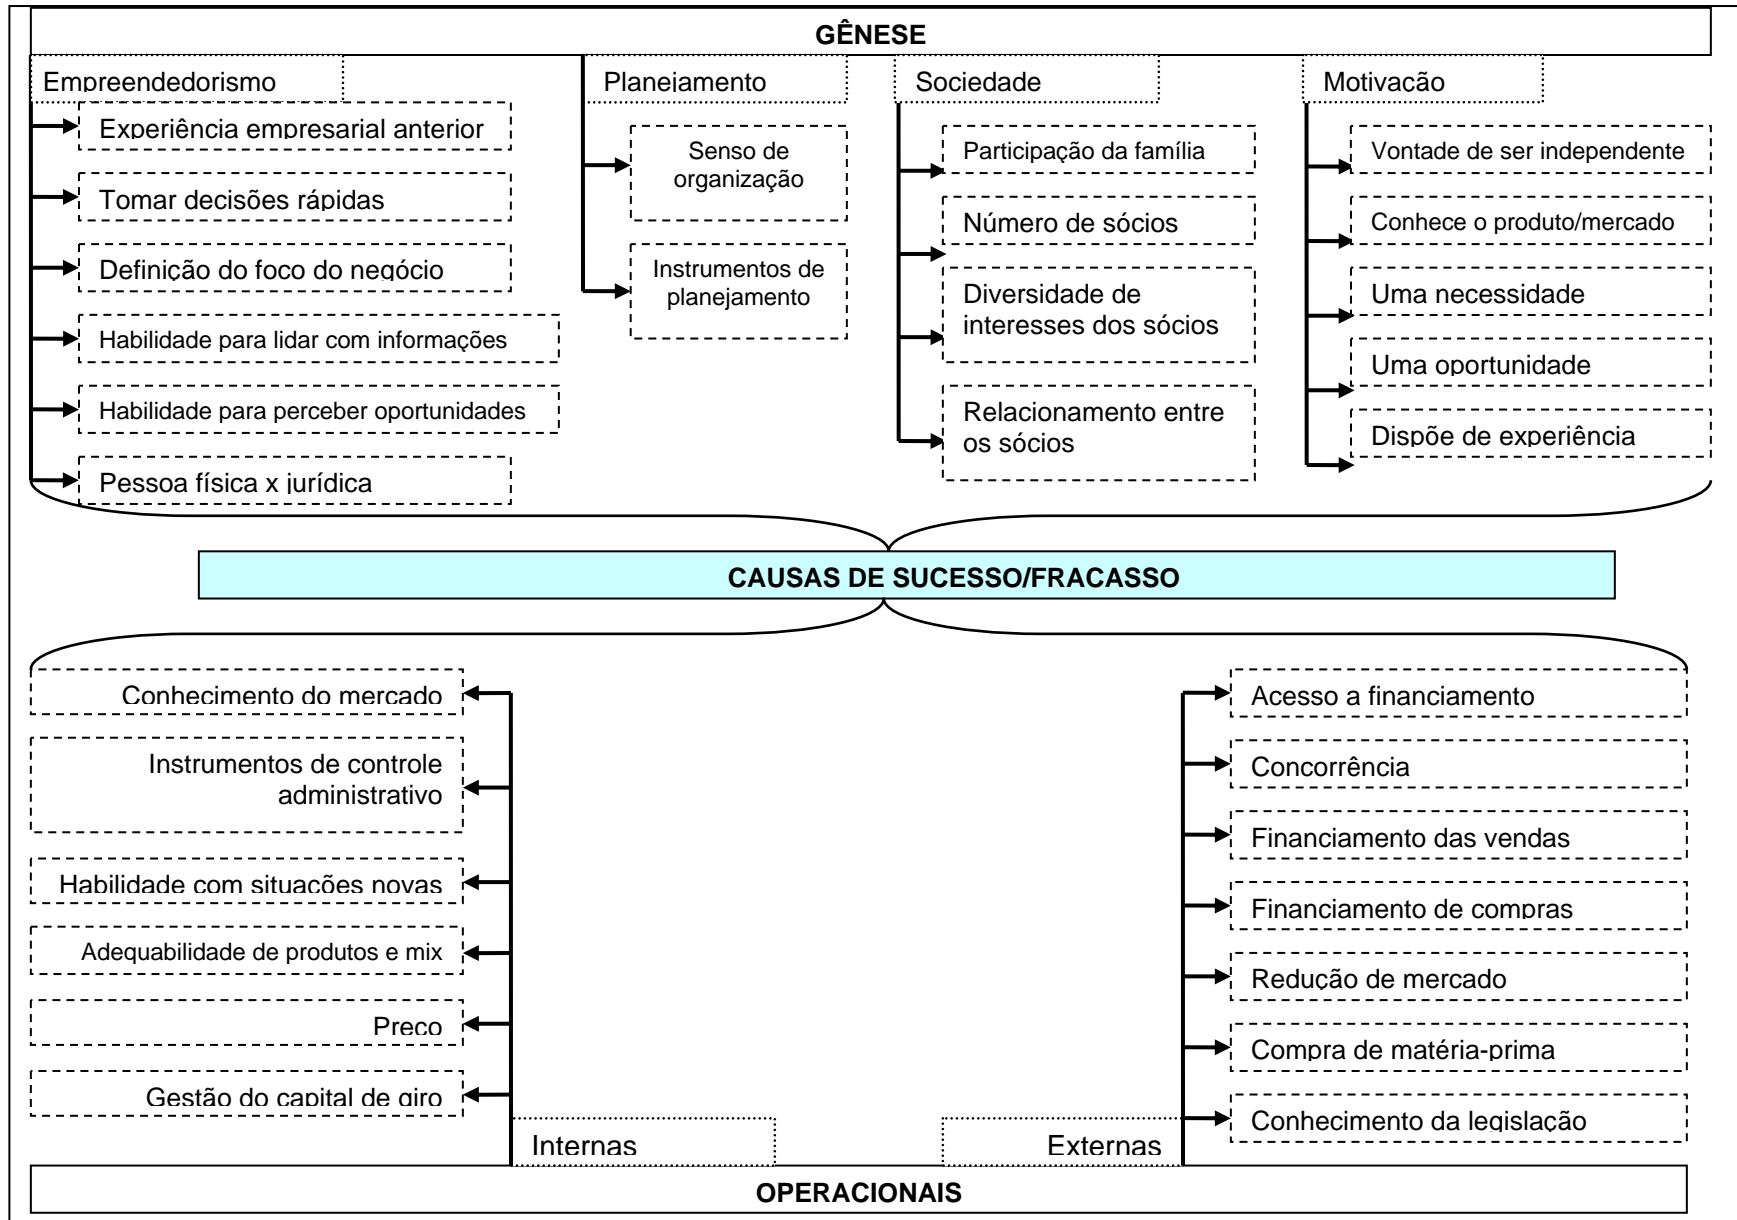 GÊNESE
Empreendedorismo
Experiência empresarial anterior
Tomar decisões rápidas
Definição do foco do negócio
Habilidade para lidar com informações
Habilidade para perceber oportunidades
Pessoa física x jurídica
Planejamento
Senso de
organização
Instrumentos de
planejamento
Sociedade
Participação da família
Número de sócios
Diversidade de
interesses dos sócios
Relacionamento entre
os sócios
Motivação
Vontade de ser independente
Conhece o produto/mercado
Uma necessidade
Uma oportunidade
Dispõe de experiência
CAUSAS DE SUCESSO/FRACASSO
Conhecimento do mercado
Instrumentos de controle
administrativo
Habilidade com situações novas
Adequabilidade de produtos e mix
Preço
Gestão do capital de giro
Internas
Acesso a financiamento
Concorrência
Financiamento das vendas
Financiamento de compras
Redução de mercado
Compra de matéria-prima
Conhecimento da legislação
Externas
OPERACIONAIS